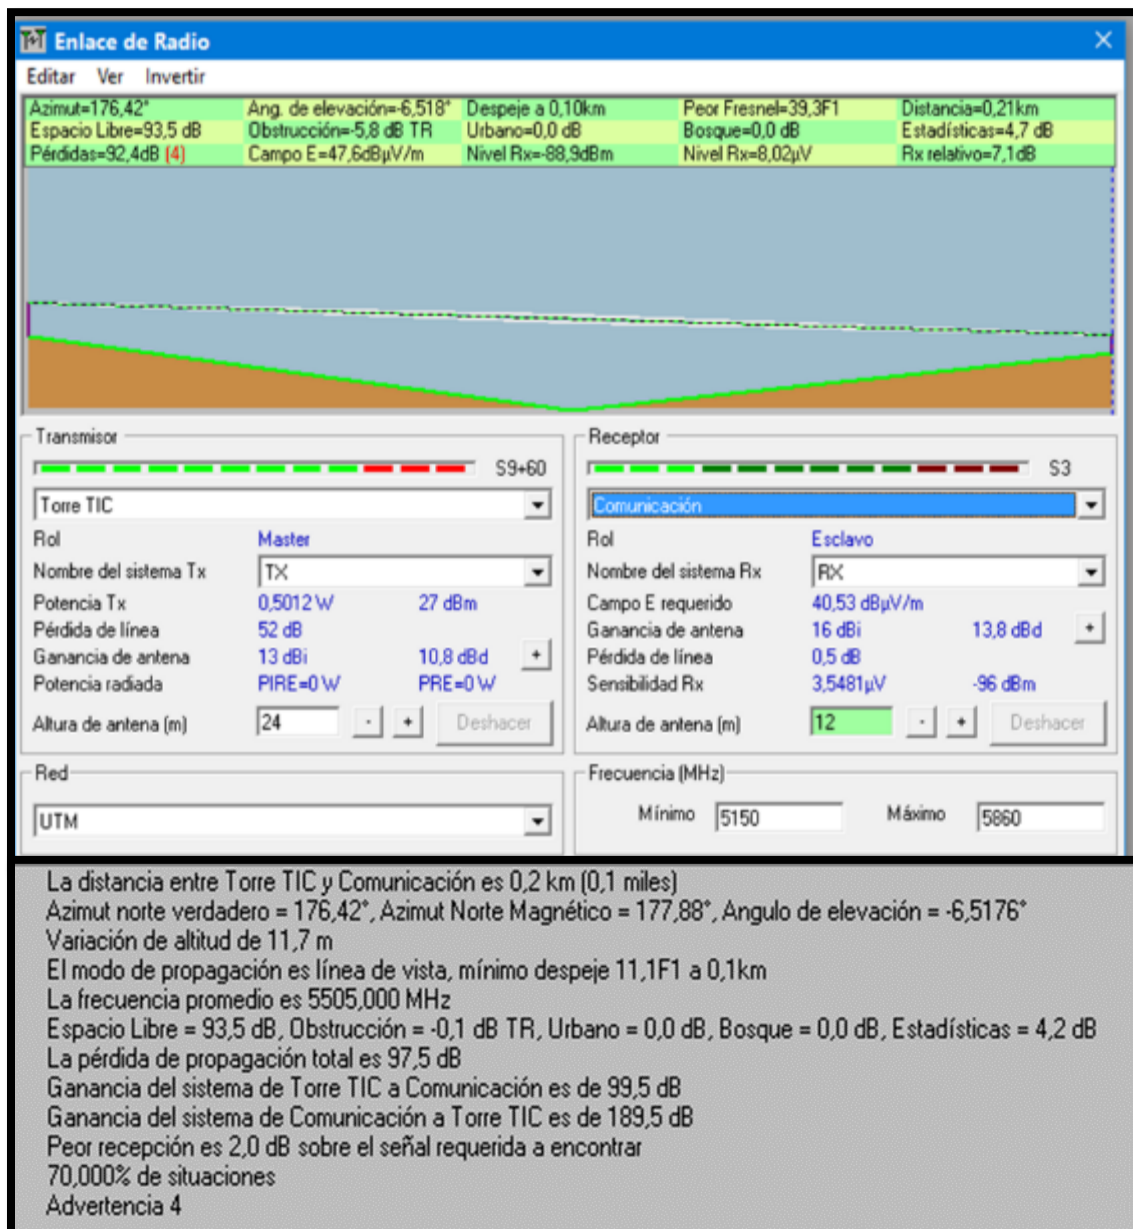 Enlace de Radio
Editar Ver Invertir
Azimut=176,42° Ang. de elevación=-6,518° Despeje a 0,10km Peor Fresnel=39,3F1 Distancia=0,21km
Espacio Libre=93,5 dB Obstrucción=-5,8 dB TR Urbano=0,0 dB Bosque=0,0 dB Estadísticas=4,7 dB
Pérdidas=92,4dB (4) Campo E=47,6dBµV/m Nivel Rx=-88,9dBm Nivel Rx=8,02µV Rx relativo=7,1dB
Transmisor
S9+60
Torre TIC
Rol Master
Nombre del sistema Tx TX
Potencia Tx 0,5012 W 27 dBm
Pérdida de línea 52 dB
Ganancia de antena 13 dBi 10,8 dBd +
Potencia radiada PIRE=0 W PRE=0 W
Altura de antena (m) 24 - + Deshacer
Red
UTM
Receptor
S3
Comunicación
Rol Esclavo
Nombre del sistema Rx RX
Campo E requerido 40,53 dBµV/m
Ganancia de antena 16 dBi 13,8 dBd +
Pérdida de línea 0,5 dB
Sensibilidad Rx 3,5481µV -96 dBm
Altura de antena (m) 12 - + Deshacer
Frecuencia (MHz)
Mínimo 5150 Máximo 5860
La distancia entre Torre TIC y Comunicación es 0,2 km (0,1 miles)
Azimut norte verdadero = 176,42°, Azimut Norte Magnético = 177,88°, Angulo de elevación = -6,5176°
Variación de altitud de 11,7 m
El modo de propagación es línea de vista, mínimo despeje 11,1F1 a 0,1km
La frecuencia promedio es 5505,000 MHz
Espacio Libre = 93,5 dB, Obstrucción = -0,1 dB TR, Urbano = 0,0 dB, Bosque = 0,0 dB, Estadísticas = 4,2 dB
La pérdida de propagación total es 97,5 dB
Ganancia del sistema de Torre TIC a Comunicación es de 99,5 dB
Ganancia del sistema de Comunicación a Torre TIC es de 189,5 dB
Peor recepción es 2,0 dB sobre el señal requerida a encontrar
70,000% de situaciones
Advertencia 4